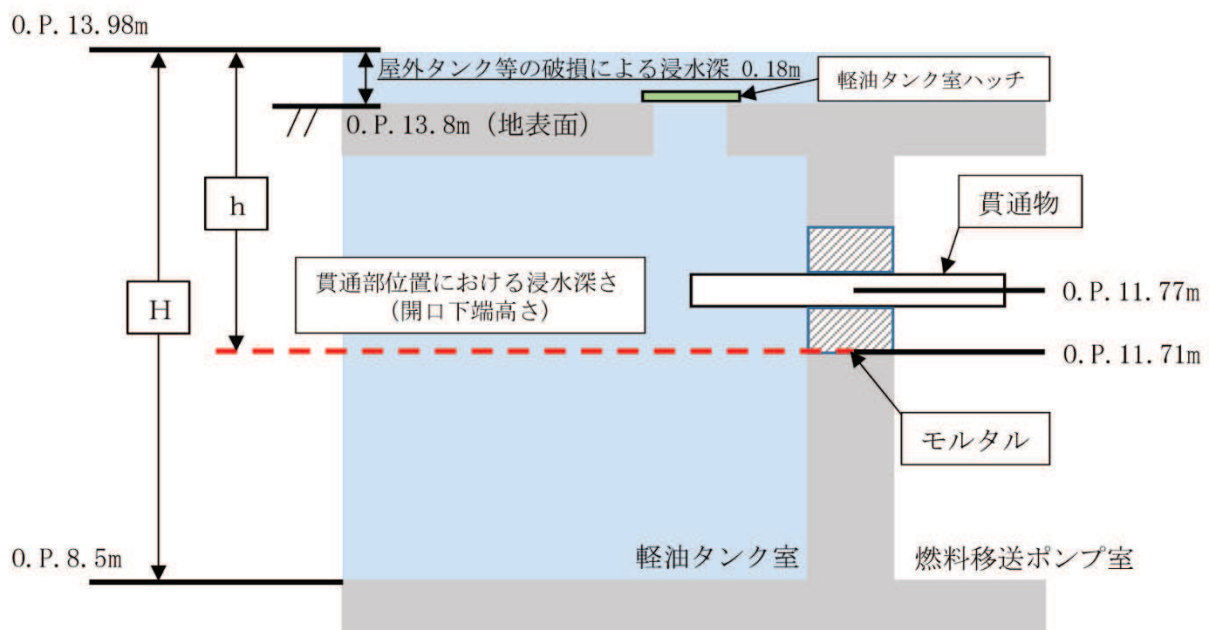 O.P.13.98m
屋外タンク等の破損による浸水深 0.18m
軽油タンク室ハッチ
O.P.13.8m（地表面）
h
貫通物
H
貫通部位置における浸水深さ
(開口下端高さ)
O.P.11.77m
O.P.11.71m
モルタル
O.P.8.5m
軽油タンク室
燃料移送ポンプ室